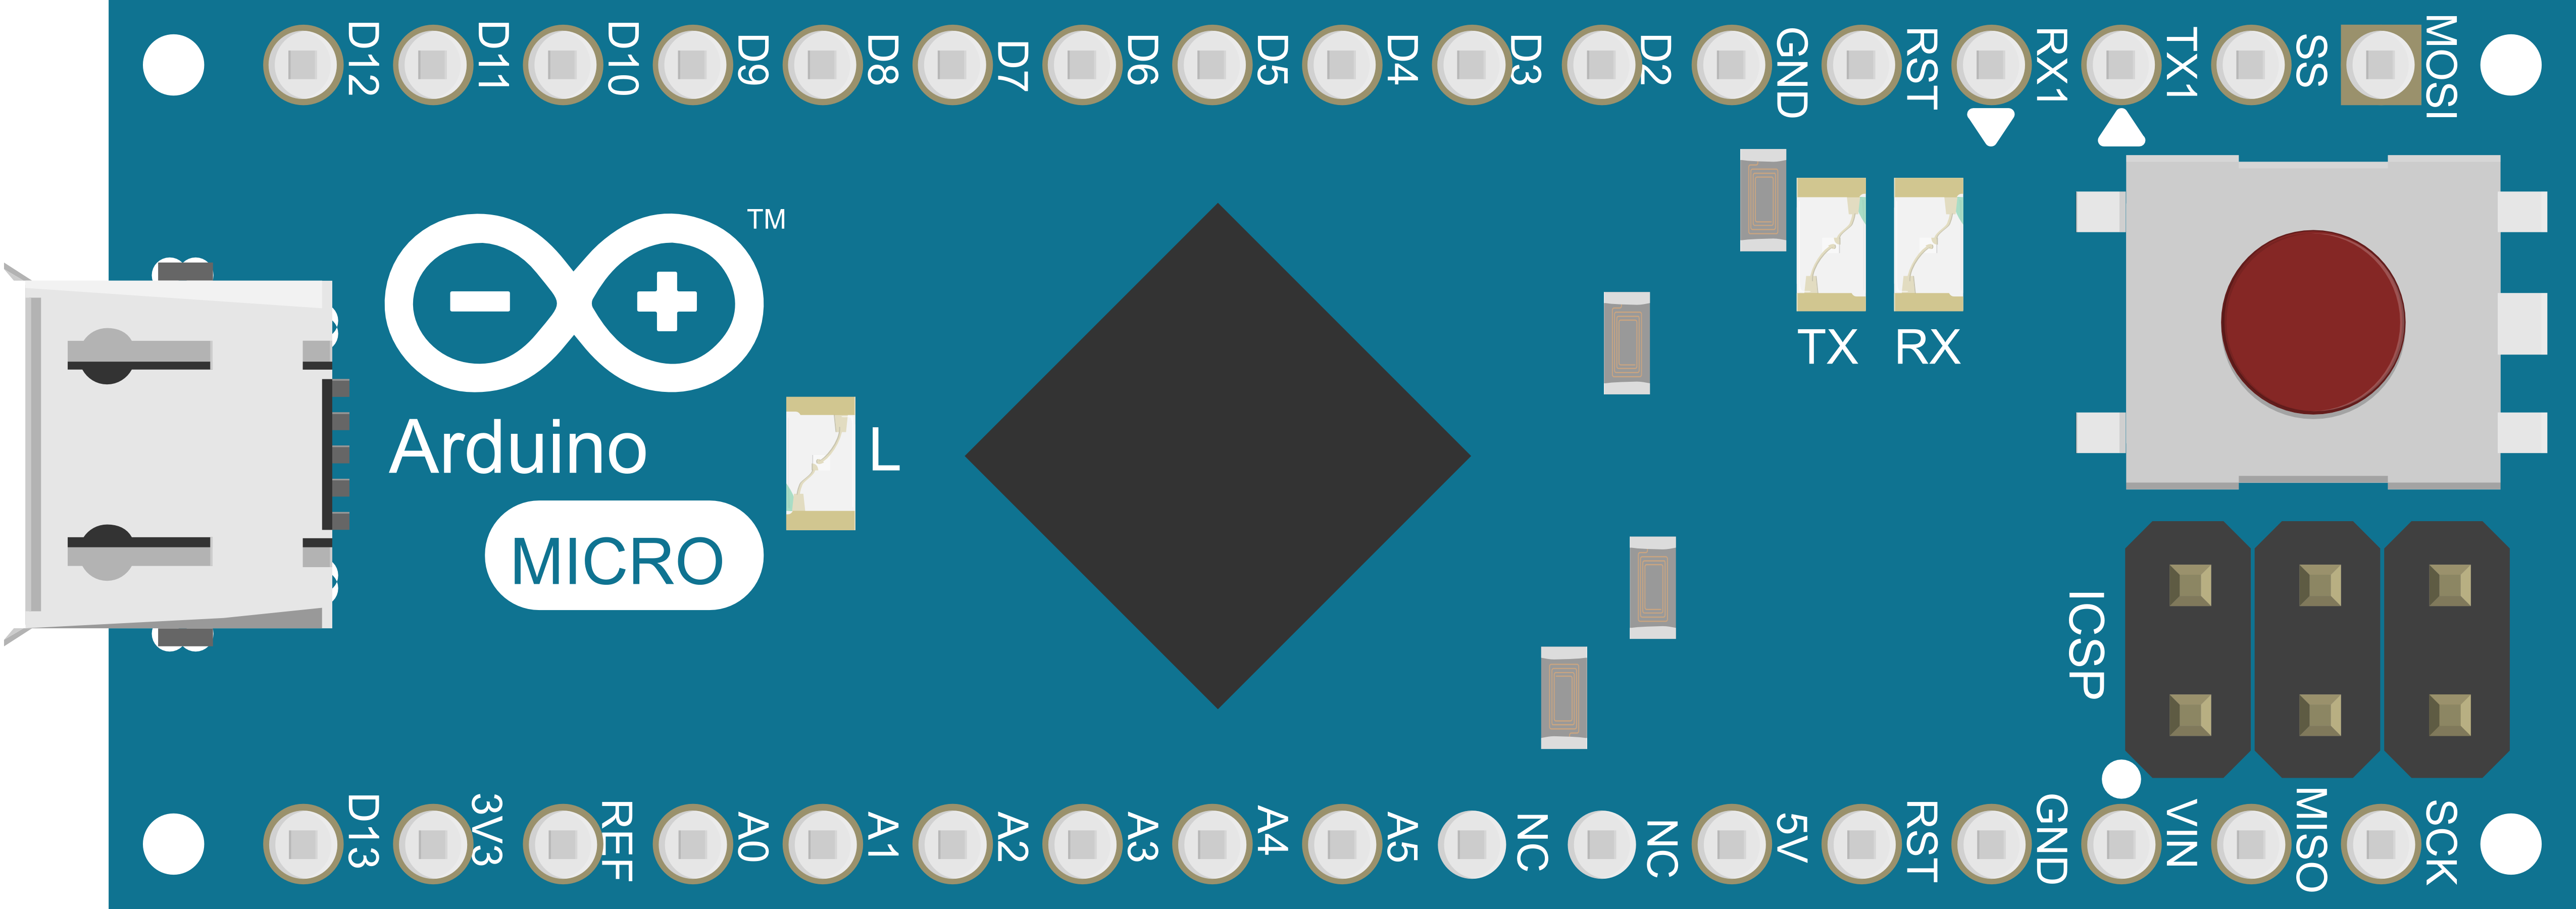 D12
D11
D10
D9
D8
D7
D6
D5
D4
D3
D2
GND
RST
RX1
TX1
SS
MOSI
TM
Arduino
MICRO
L
TX
RX
ICSP
D13
3V3
REF
A0
A1
A2
A3
A4
A5
NC
NC
5V
RST
GND
VIN
MISO
SCK